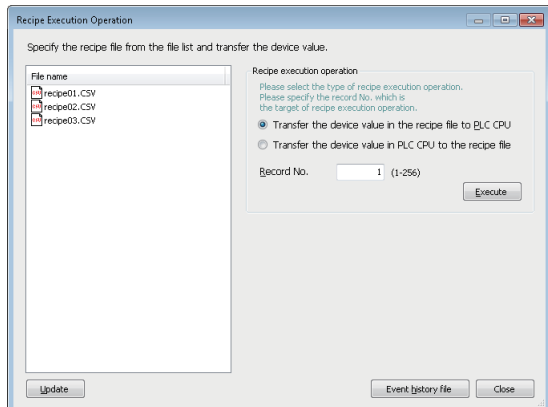 Recipe Execution Operation
Specify the recipe file from the file list and transfer the device value.
File name
recipe01.CSV
recipe02.CSV
recipe03.CSV
Recipe execution operation
Please select the type of recipe execution operation.
Please specify the record No. which is
the target of recipe execution operation.
Transfer the device value in the recipe file to PLC CPU
Transfer the device value in PLC CPU to the recipe file
Record No. 1 (1-256)
Execute
Update Event history file Close